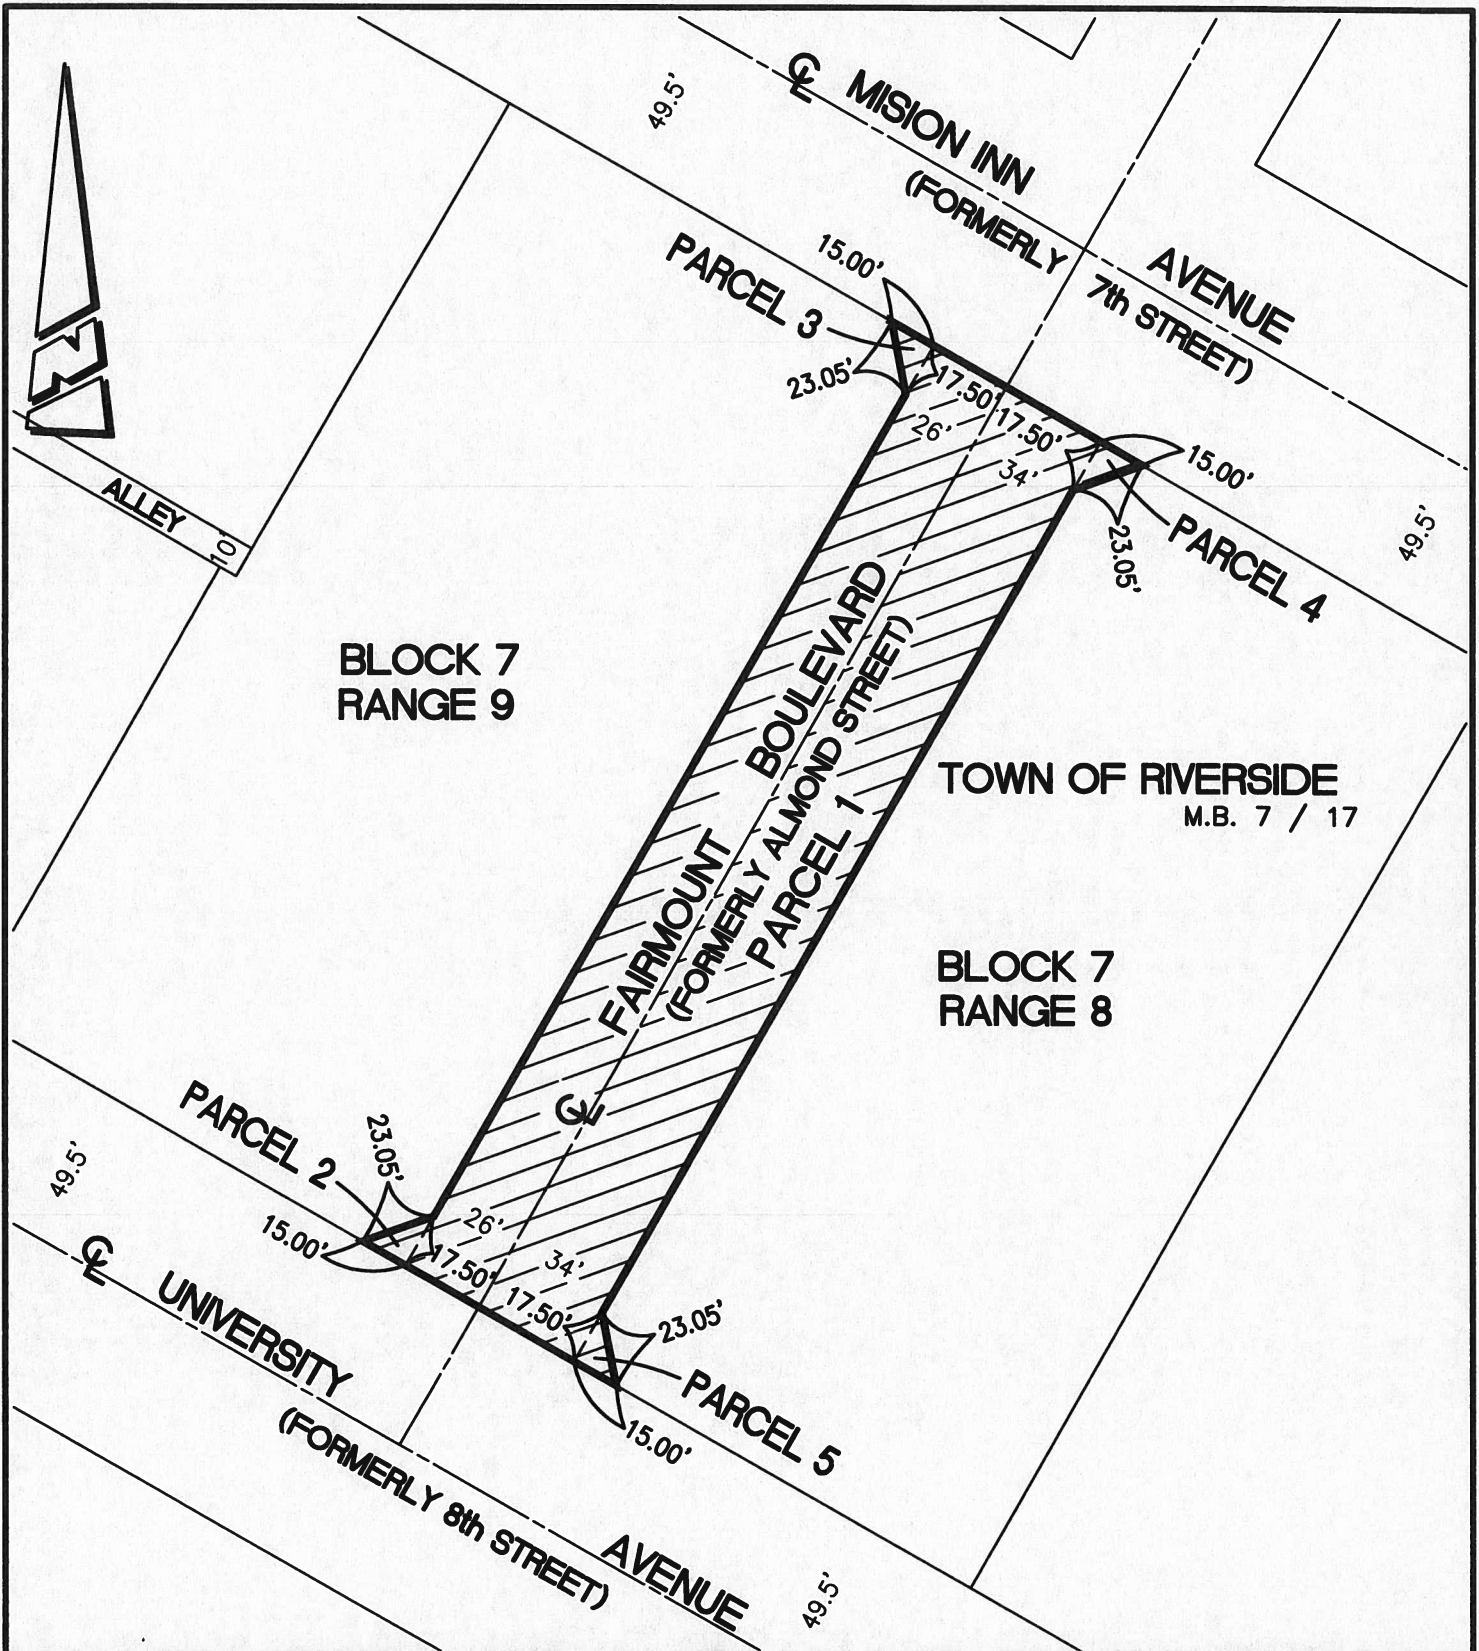 49.5'
℄ MISION INN
AVENUE
(FORMERLY 7th STREET)
15.00'
PARCEL 3
23.05'
17.50'
17.50'
26'
34'
15.00'
23.05'
PARCEL 4
49.5'
N
ALLEY
10'
BLOCK 7
RANGE 9
FAIRMOUNT BOULEVARD
(FORMERLY ALMOND STREET)
PARCEL 1
℄
TOWN OF RIVERSIDE
M.B. 7 / 17
BLOCK 7
RANGE 8
PARCEL 2
23.05'
49.5'
15.00'
26'
17.50'
34'
17.50'
23.05'
PARCEL 5
15.00'
℄ UNIVERSITY AVENUE
(FORMERLY 8th STREET)
49.5'